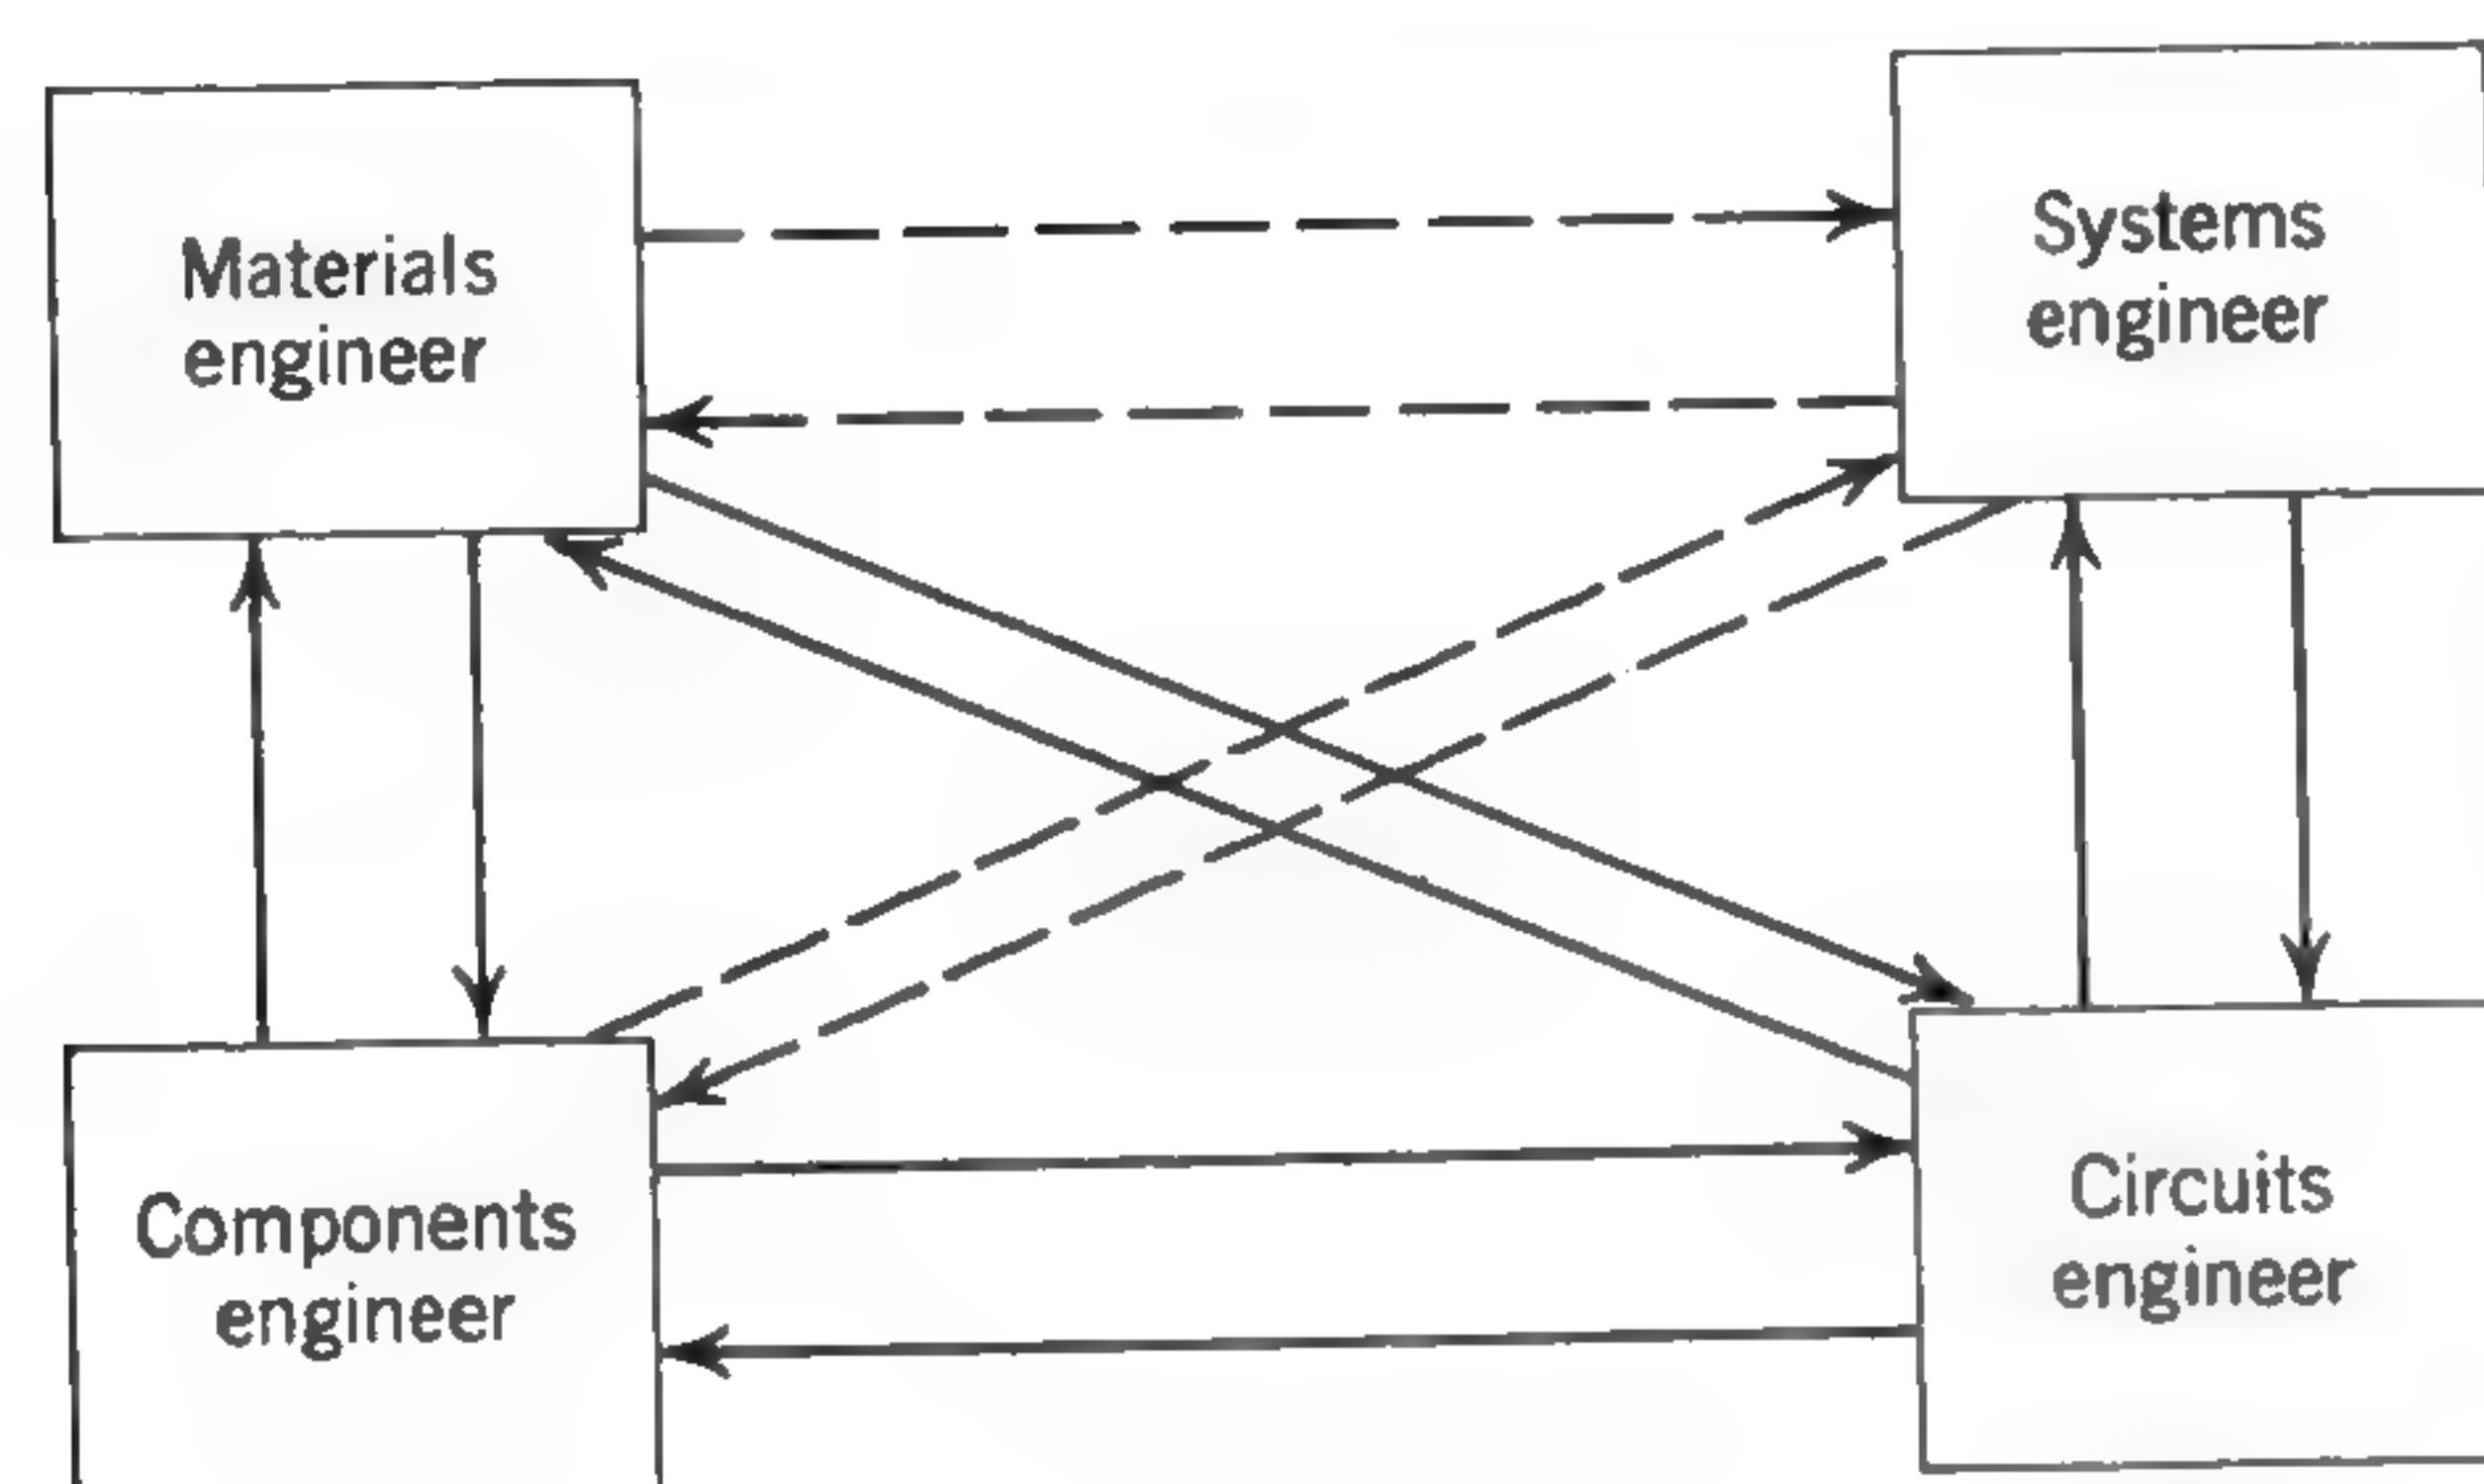 Materials
engineer
Systems
engineer
Components
engineer
Circuits
engineer